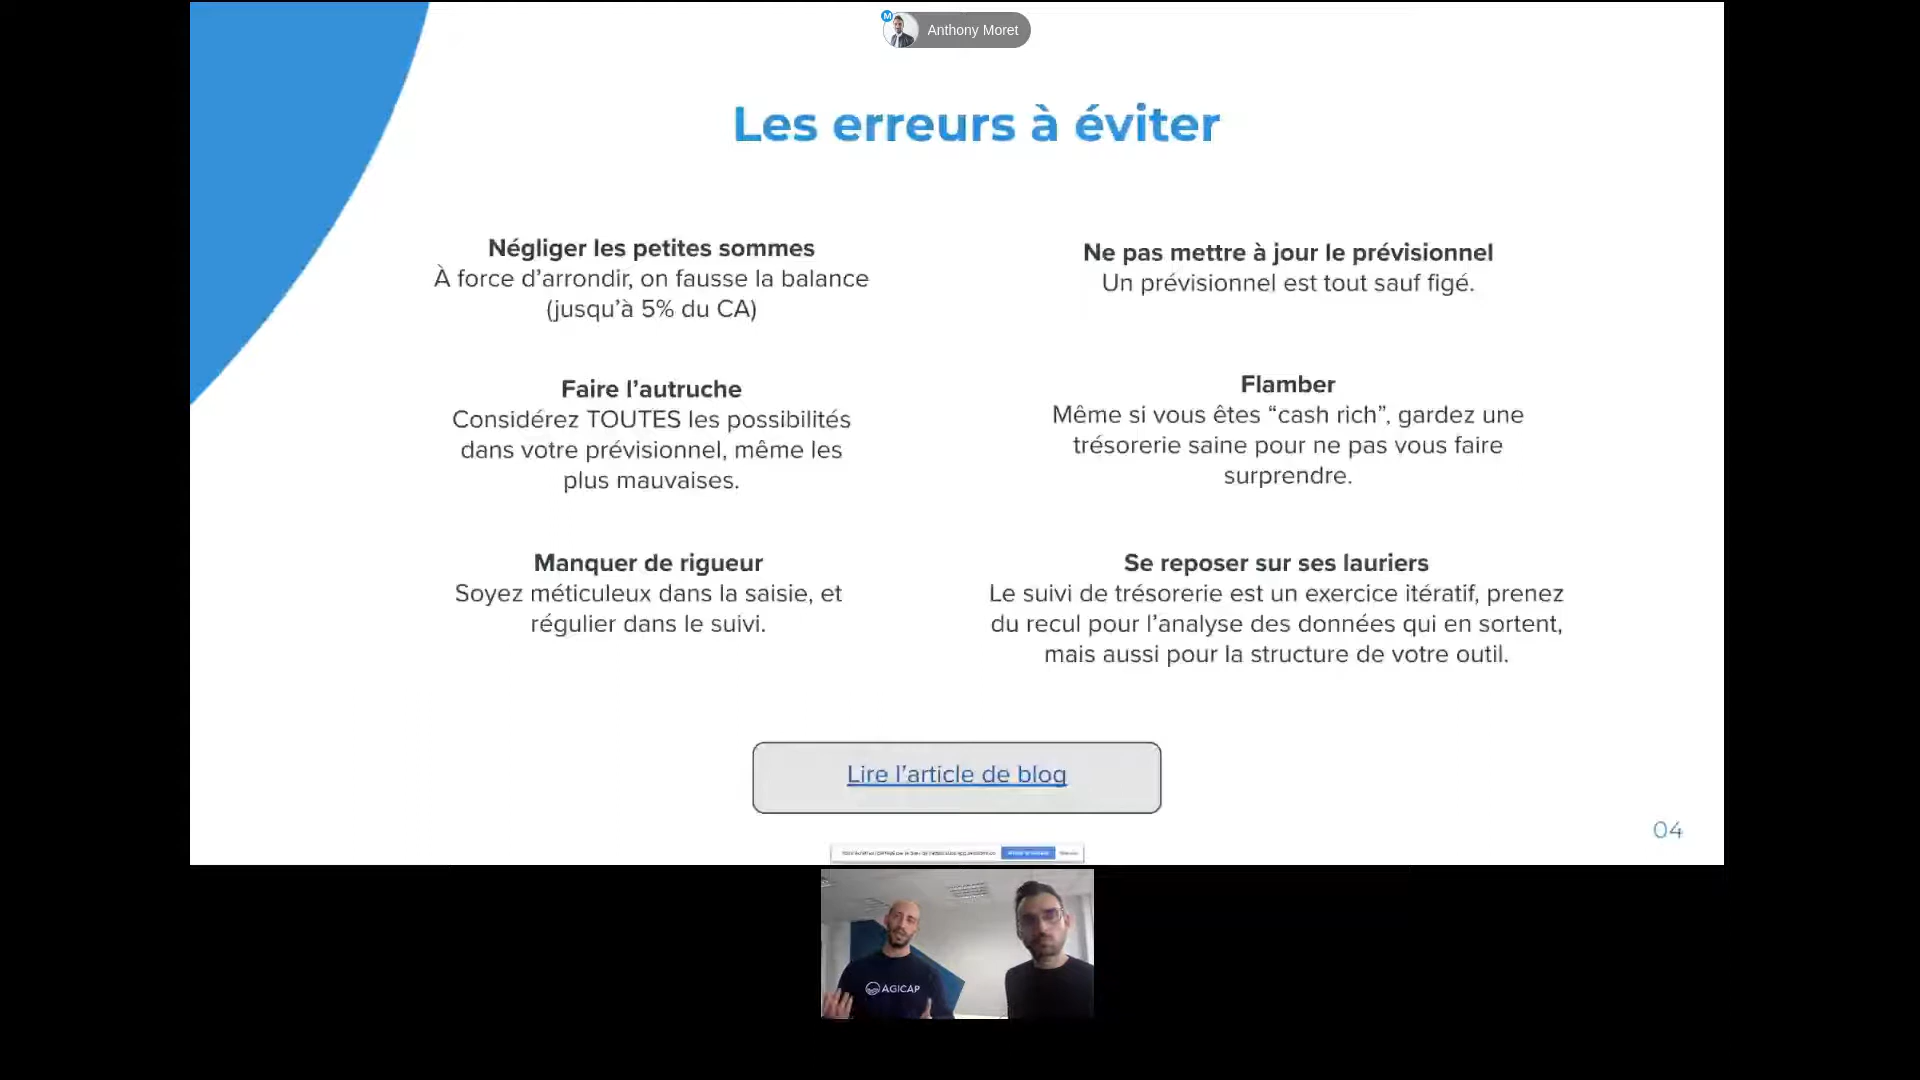 M
Anthony Moret
Les erreurs à éviter
Négliger les petites sommes
À force d’arrondir, on fausse la balance
(jusqu’à 5% du CA)
Faire l’autruche
Considérez TOUTES les possibilités
dans votre prévisionnel, même les
plus mauvaises.
Manquer de rigueur
Soyez méticuleux dans la saisie, et
régulier dans le suivi.
Ne pas mettre à jour le prévisionnel
Un prévisionnel est tout sauf figé.
Flamber
Même si vous êtes “cash rich”, gardez une
trésorerie saine pour ne pas vous faire
surprendre.
Se reposer sur ses lauriers
Le suivi de trésorerie est un exercice itératif, prenez
du recul pour l’analyse des données qui en sortent,
mais aussi pour la structure de votre outil.
Lire l’article de blog
04
AGICAP